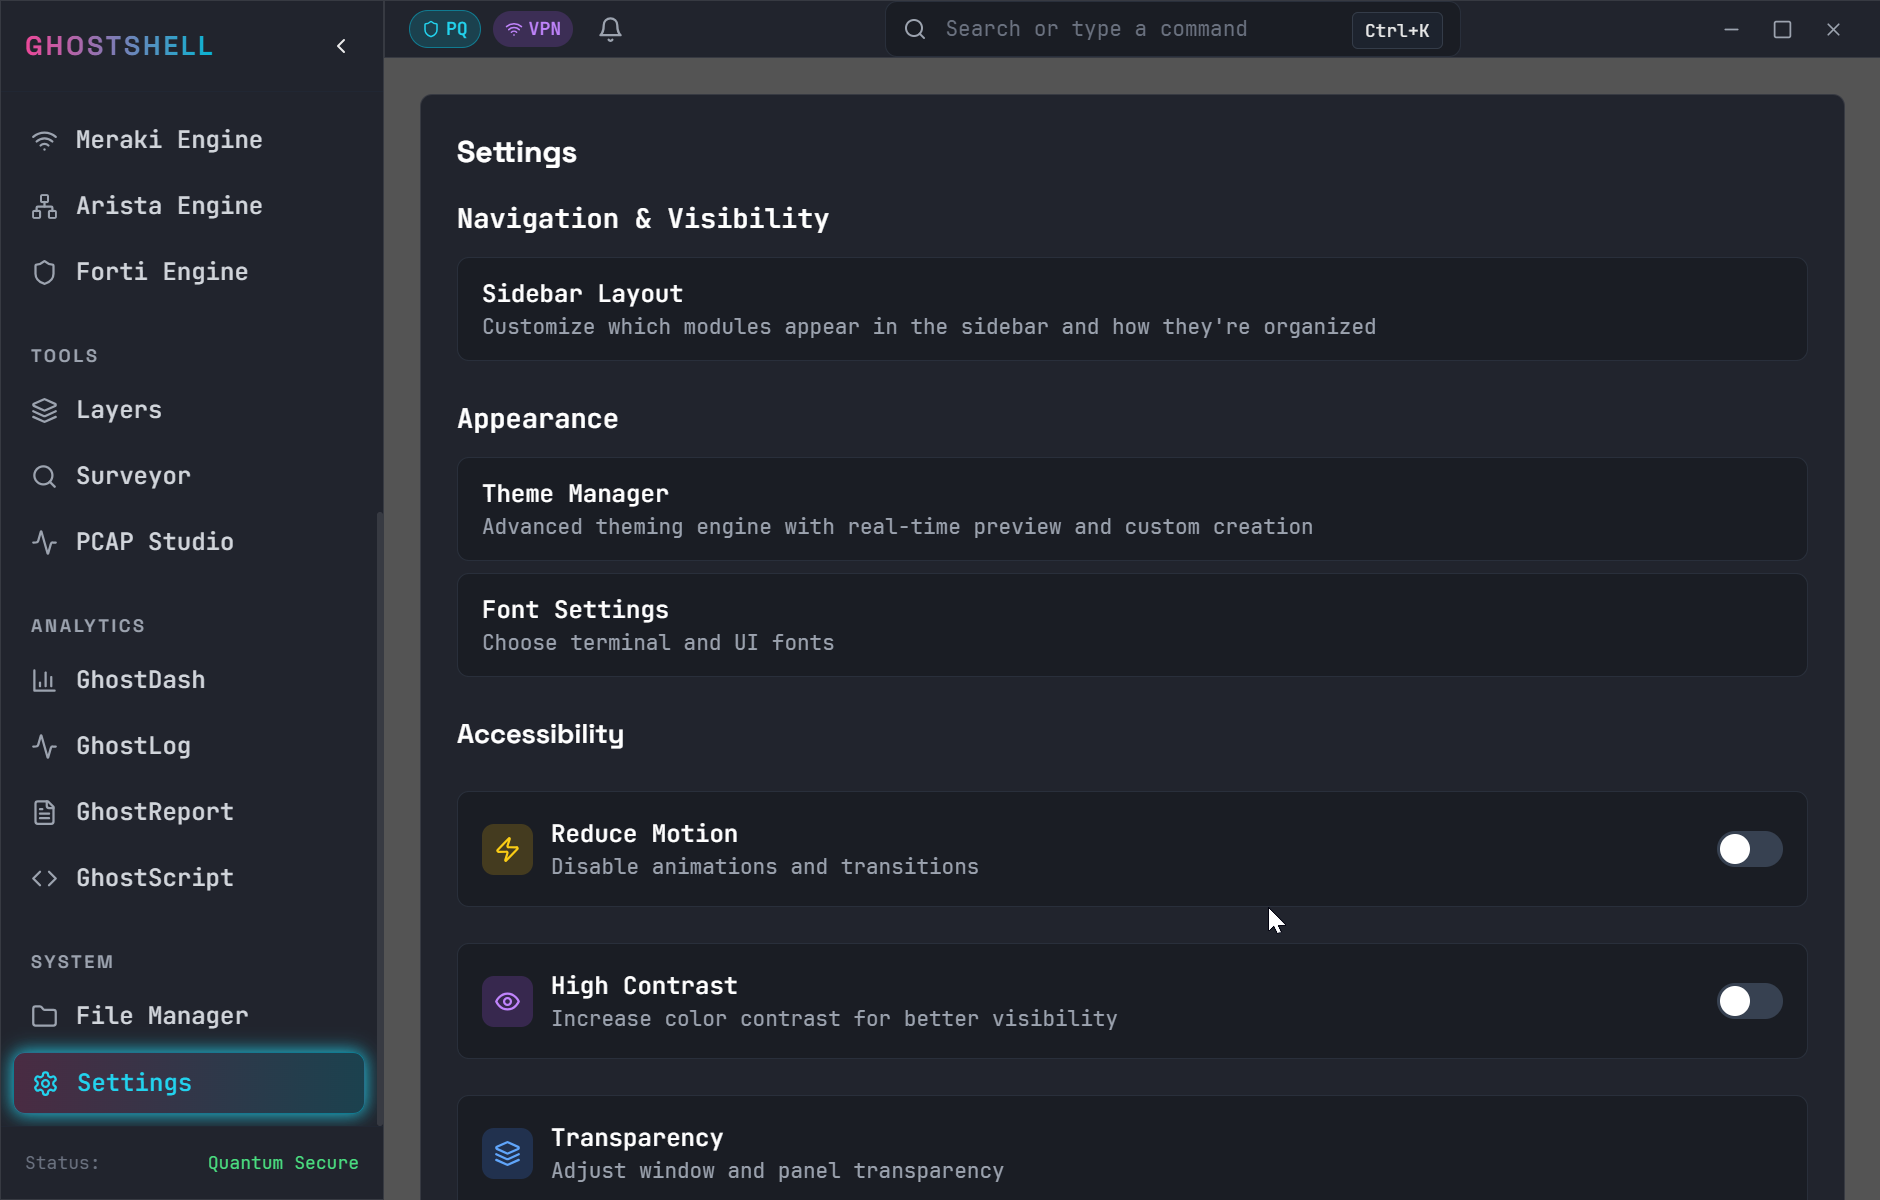 GHOSTSHELL
Meraki Engine
Arista Engine
Forti Engine
TOOLS
Layers
Surveyor
PCAP Studio
ANALYTICS
GhostDash
GhostLog
GhostReport
GhostScript
SYSTEM
File Manager
Settings
Status: Quantum Secure
PQ VPN Search or type a command Ctrl+K
Settings
Navigation & Visibility
Sidebar Layout
Customize which modules appear in the sidebar and how they're organized
Appearance
Theme Manager
Advanced theming engine with real-time preview and custom creation
Font Settings
Choose terminal and UI fonts
Accessibility
Reduce Motion
Disable animations and transitions
High Contrast
Increase color contrast for better visibility
Transparency
Adjust window and panel transparency